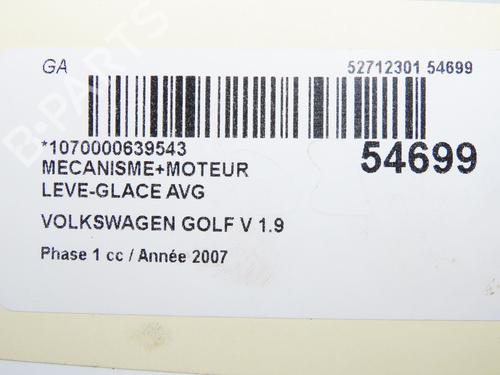 GA
52712301 54699
*1070000639543
54699
MECANISME+MOTEUR
LEVE-GLACE AVG
VOLKSWAGEN GOLF V 1.9
Phase 1 cc / Année 2007
B-PARTS